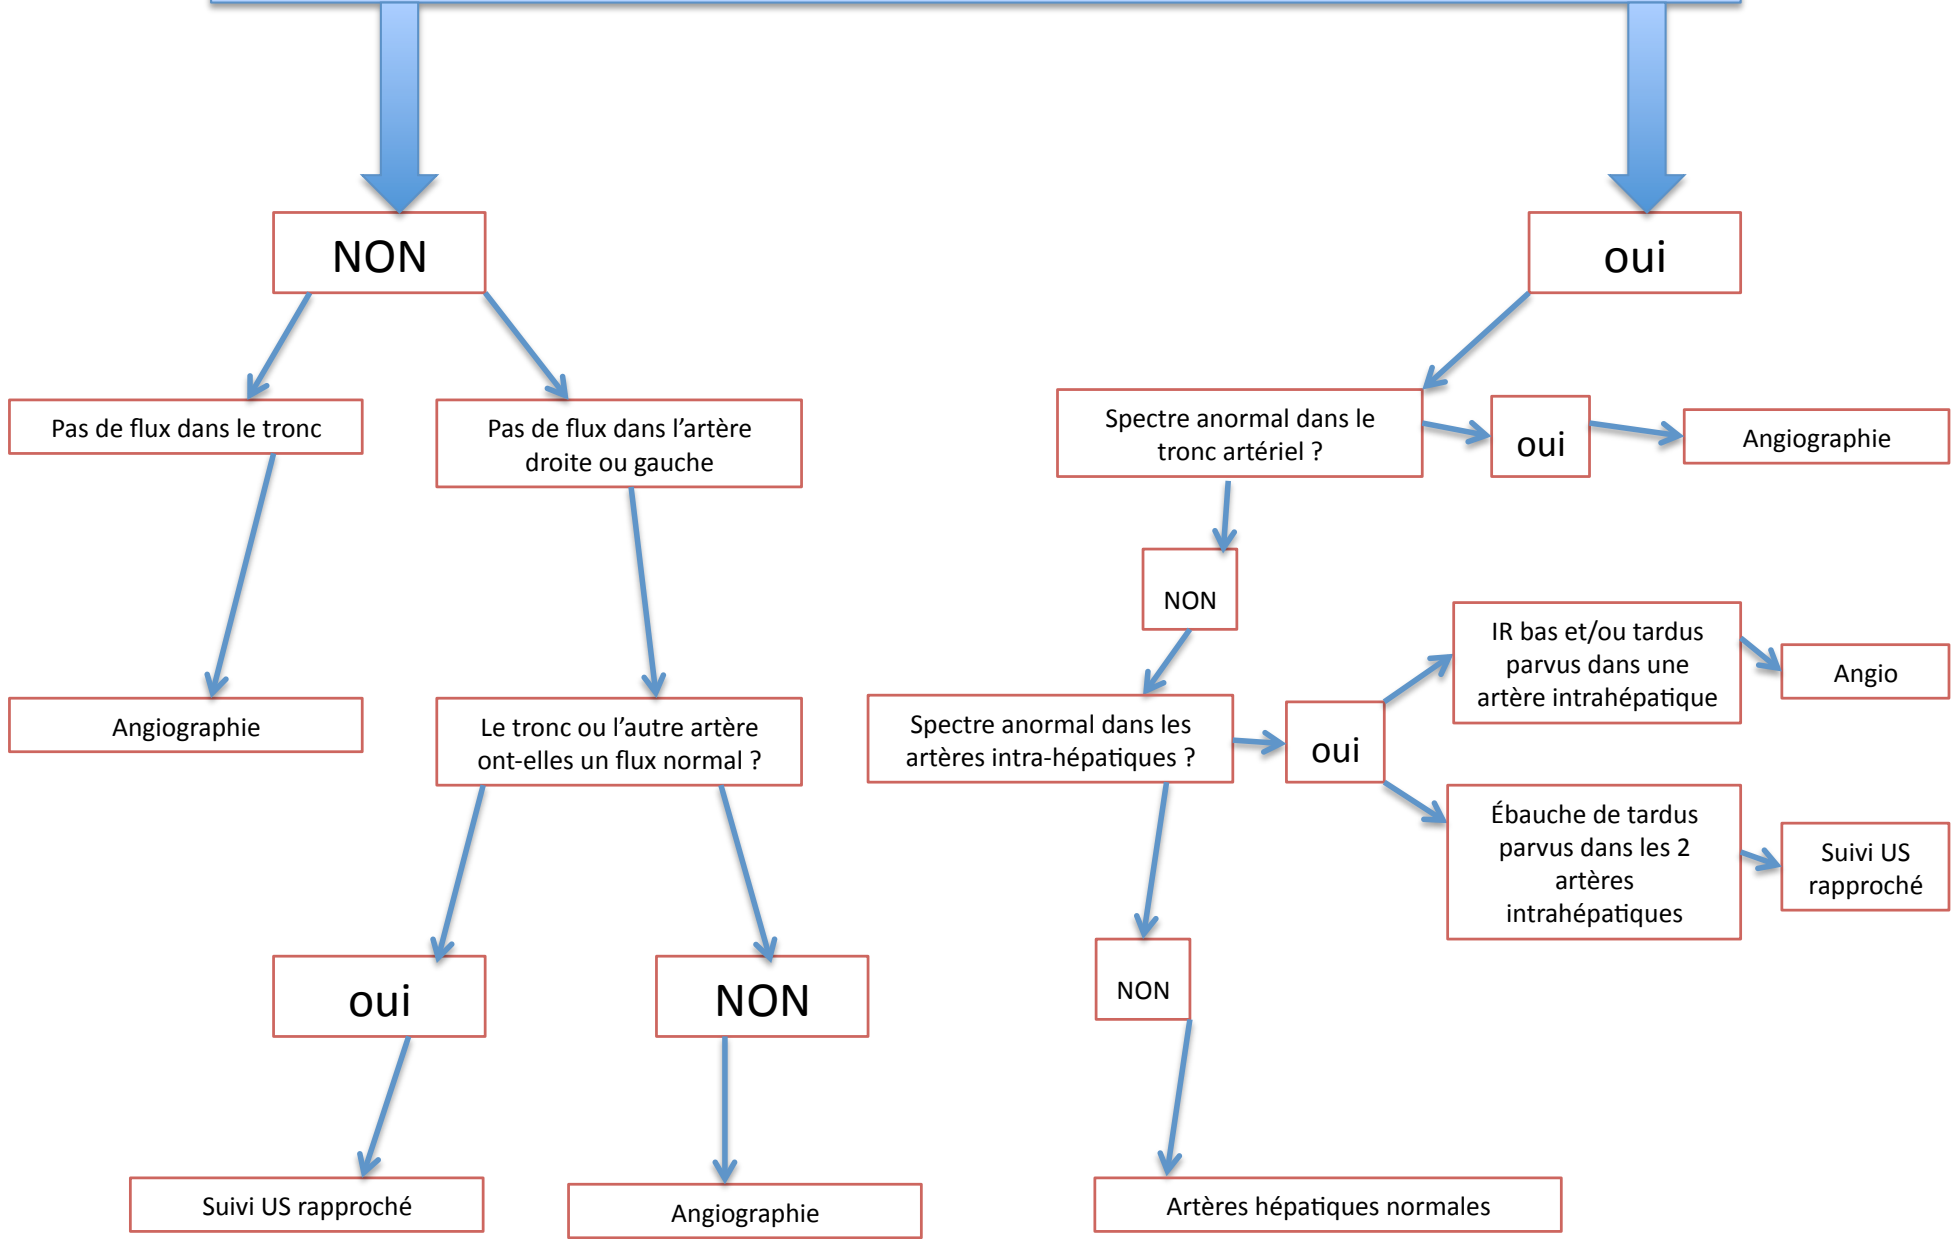 NON
oui
Pas de flux dans le tronc
Pas de flux dans l’artère
droite ou gauche
Spectre anormal dans le
tronc artériel ?
oui
Angiographie
NON
IR bas et/ou tardus
parvus dans une
artère intrahépatique
Angio
Angiographie
Le tronc ou l’autre artère
ont-elles un flux normal ?
Spectre anormal dans les
artères intra-hépatiques ?
oui
Ébauche de tardus
parvus dans les 2
artères
intrahépatiques
Suivi US
rapproché
oui
NON
NON
Suivi US rapproché
Angiographie
Artères hépatiques normales